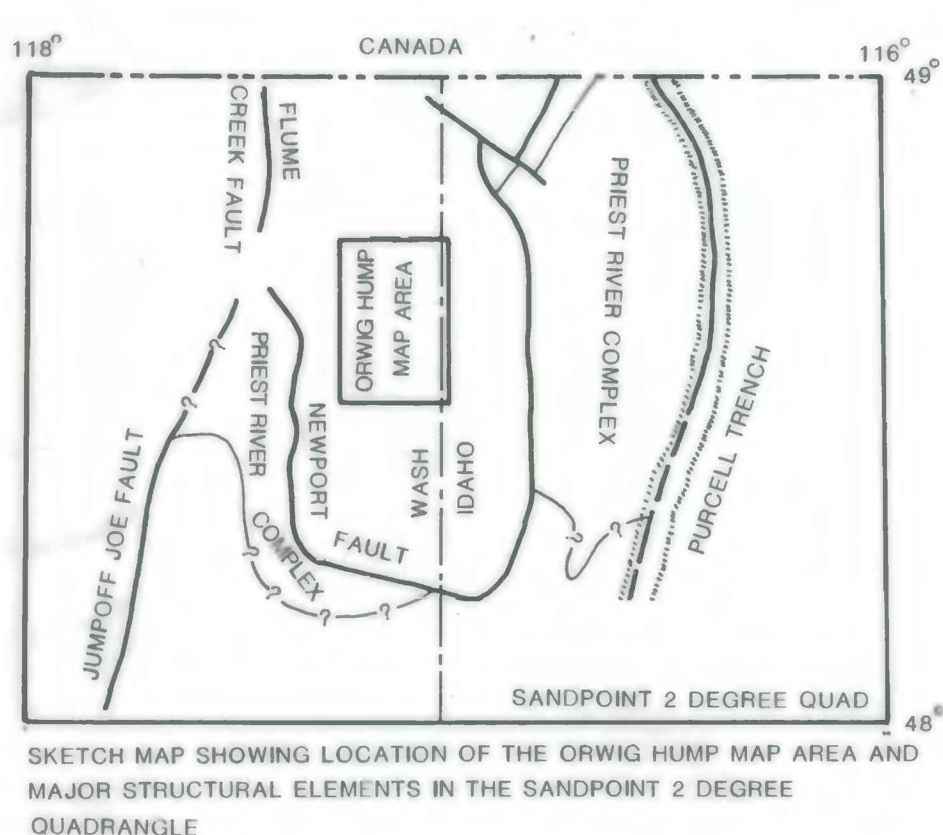 118°
CANADA
116°
49°
CREEK FAULT
FLUME
ORWIG HUMP
MAP AREA
PRIEST RIVER COMPLEX
PURCELL TRENCH
?
?
PRIEST RIVER
COMPLEX
NEWPORT
FAULT
WASH
IDAHO
JUMPOFF JOE FAULT
?
?
?
?
?
?
?
SANDPOINT 2 DEGREE QUAD
48°
SKETCH MAP SHOWING LOCATION OF THE ORWIG HUMP MAP AREA AND
MAJOR STRUCTURAL ELEMENTS IN THE SANDPOINT 2 DEGREE
QUADRANGLE